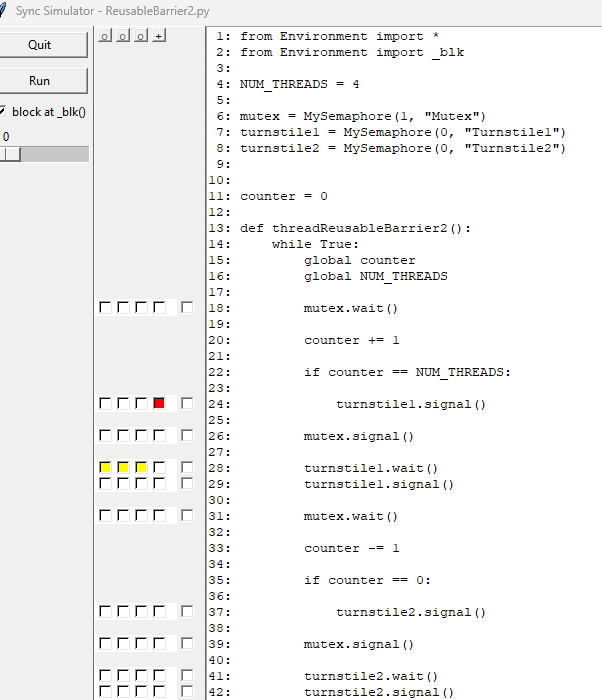 Sync Simulator - ReusableBarrier2.py
Quit
Run
block at _blk()
0
o o o +
1: from Environment import *
2: from Environment import _blk
3:
4: NUM_THREADS = 4
5:
6: mutex = MySemaphore(1, "Mutex")
7: turnstile1 = MySemaphore(0, "Turnstile1")
8: turnstile2 = MySemaphore(0, "Turnstile2")
9:
10:
11: counter = 0
12:
13: def threadReusableBarrier2():
14:     while True:
15:         global counter
16:         global NUM_THREADS
17:
18:         mutex.wait()
19:
20:         counter += 1
21:
22:         if counter == NUM_THREADS:
23:
24:             turnstile1.signal()
25:
26:         mutex.signal()
27:
28:         turnstile1.wait()
29:         turnstile1.signal()
30:
31:         mutex.wait()
32:
33:         counter -= 1
34:
35:         if counter == 0:
36:
37:             turnstile2.signal()
38:
39:         mutex.signal()
40:
41:         turnstile2.wait()
42:         turnstile2.signal()